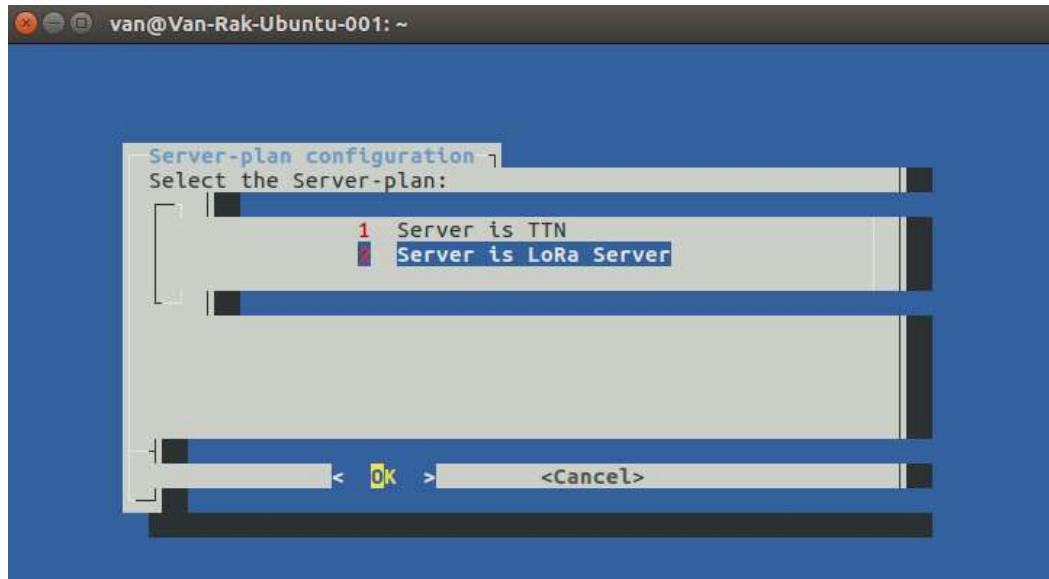 van@Van-Rak-Ubuntu-001: ~
Server-plan configuration
Select the Server-plan:
1 Server is TTN
2 Server is LoRa Server
< OK > <Cancel>